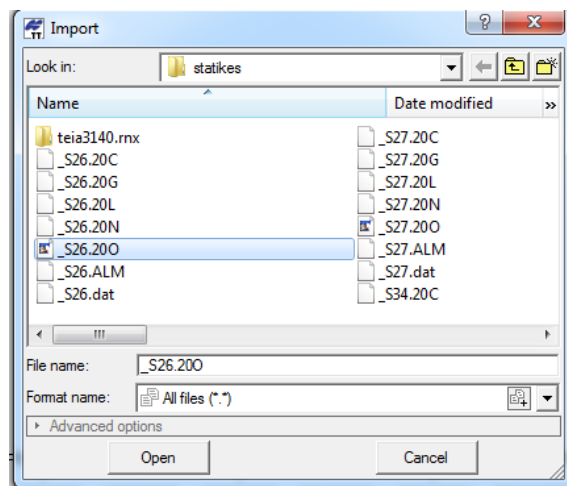 Import
Look in: statikes
Name Date modified »
teia3140.rnx
_S26.20C
_S26.20G
_S26.20L
_S26.20N
_S26.20O
_S26.ALM
_S26.dat
_S27.20C
_S27.20G
_S27.20L
_S27.20N
_S27.20O
_S27.ALM
_S27.dat
_S34.20C
File name: _S26.20O
Format name: All files (*.*)
Advanced options
Open Cancel